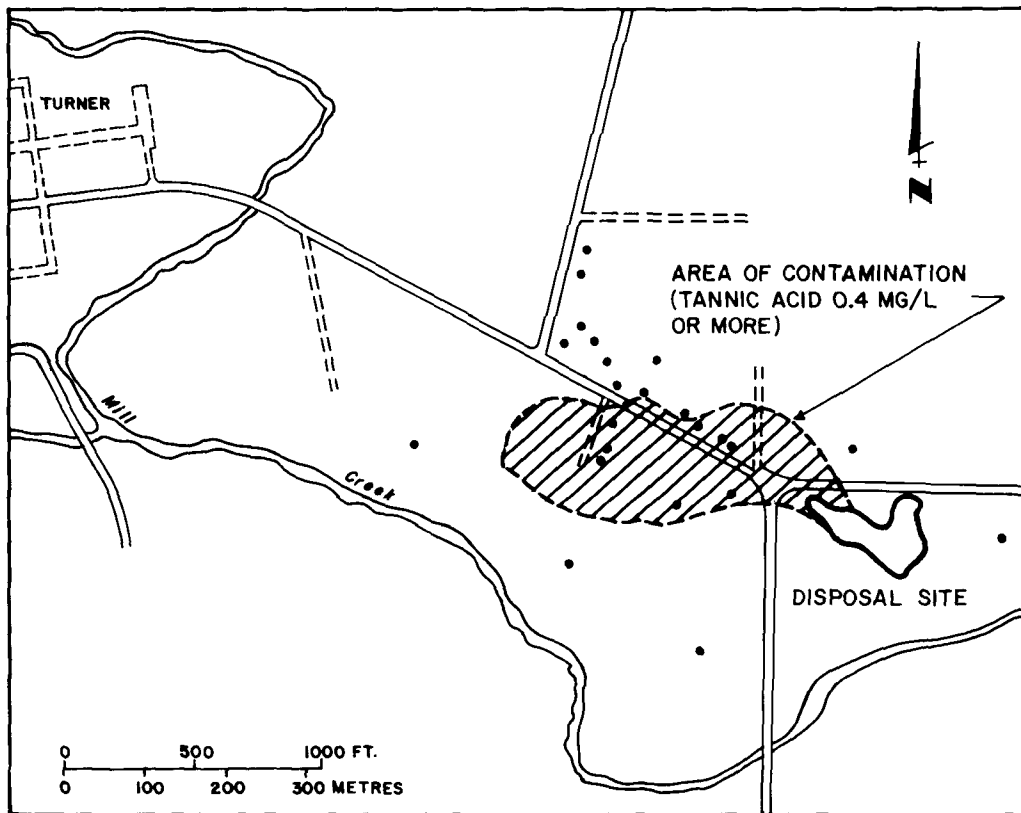 TURNER
N
AREA OF CONTAMINATION
(TANNIC ACID 0.4 MG/L
OR MORE)
Mill
Creek
DISPOSAL SITE
0 500 1000 FT.
0 100 200 300 METRES